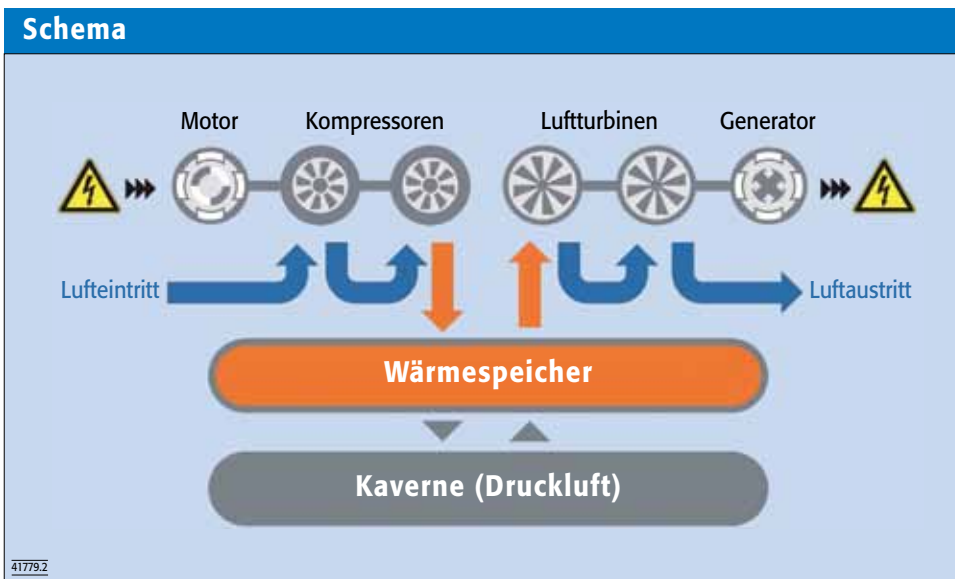 Schema
Motor Kompressoren Luftturbinen Generator
Lufteintritt Luftaustritt
Wärmespeicher
Kaverne (Druckluft)
41779.2